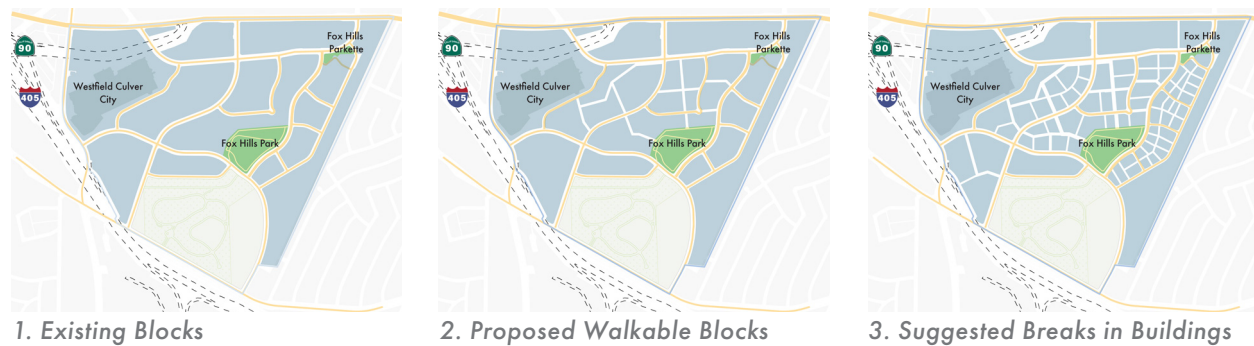 Fox Hills
Parkette
90
Westfield Culver
City
405
Fox Hills Park
1. Existing Blocks
Fox Hills
Parkette
90
Westfield Culver
City
405
Fox Hills Park
2. Proposed Walkable Blocks
Fox Hills
Parkette
90
Westfield Culver
City
405
Fox Hills Park
3. Suggested Breaks in Buildings